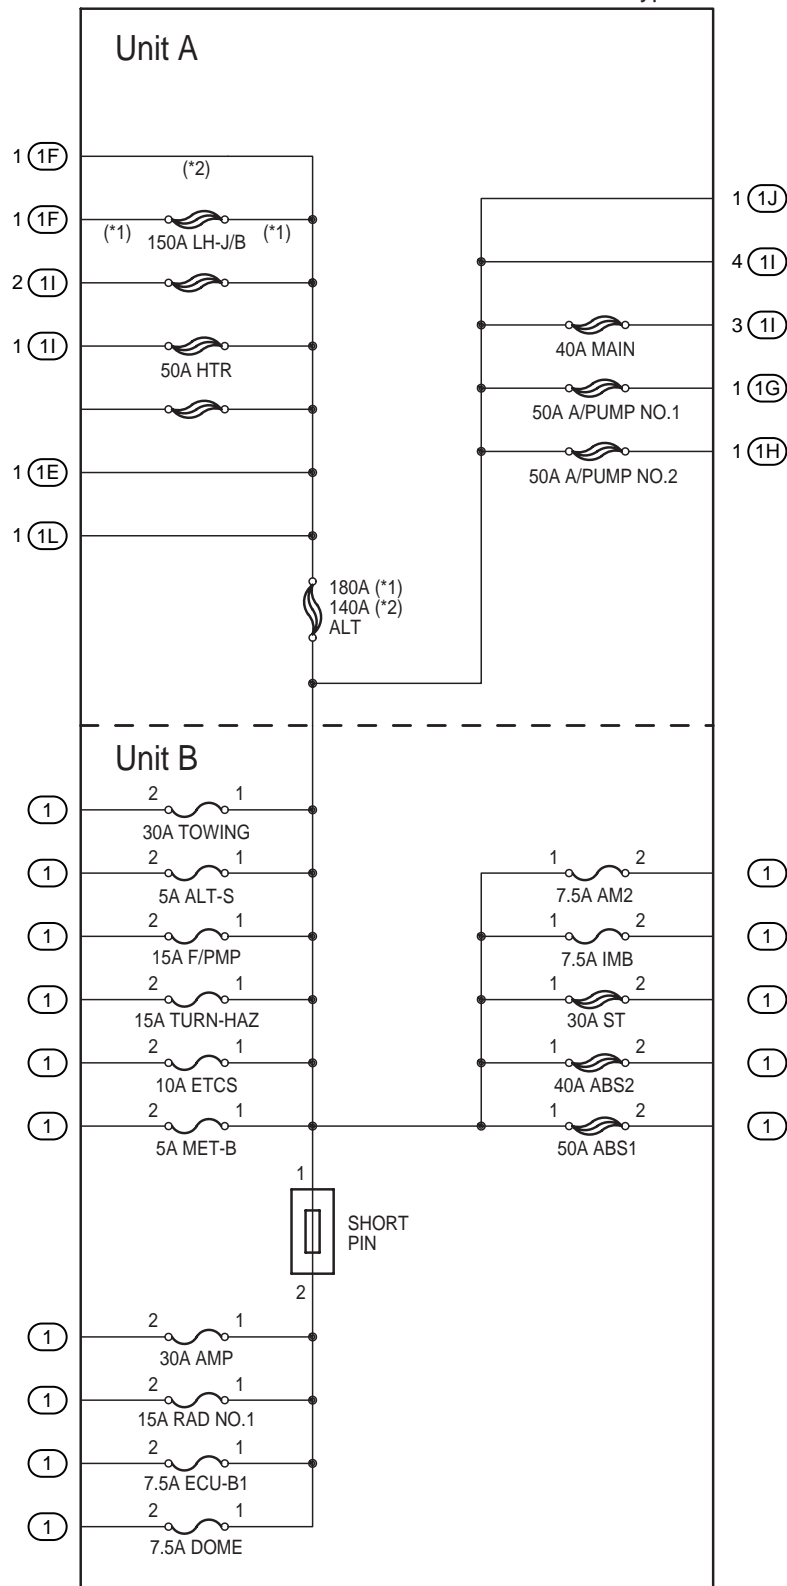 Unit A
1 1F
(*2)
1 1J
1 1F
(*1)
(*1)
150A LH-J/B
4 1I
2 1I
3 1I
40A MAIN
1 1I
50A HTR
1 1G
50A A/PUMP NO.1
1 1H
50A A/PUMP NO.2
1 1E
1 1L
180A (*1)
140A (*2)
ALT
Unit B
1 2 1
30A TOWING
1 2 1
5A ALT-S
1 2 1
7.5A AM2
1 2 1
15A F/PMP
1 2 1
7.5A IMB
1 2 1
15A TURN-HAZ
1 2 1
30A ST
1 2 1
10A ETCS
1 2 1
40A ABS2
1 2 1
5A MET-B
1 2 1
50A ABS1
1
SHORT
PIN
2
1 2 1
30A AMP
1 2 1
15A RAD NO.1
1 2 1
7.5A ECU-B1
1 2 1
7.5A DOME